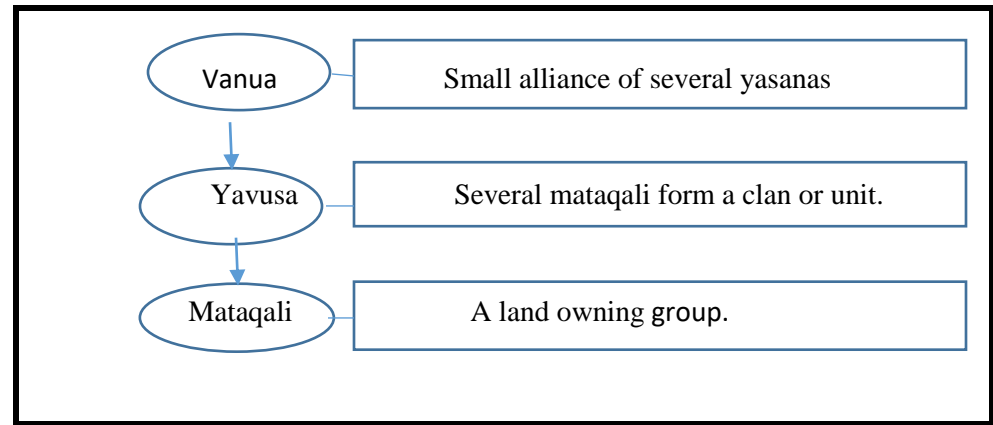 Vanua
Small alliance of several yasanas
Yavusa
Several mataqali form a clan or unit.
Mataqali
A land owning group.